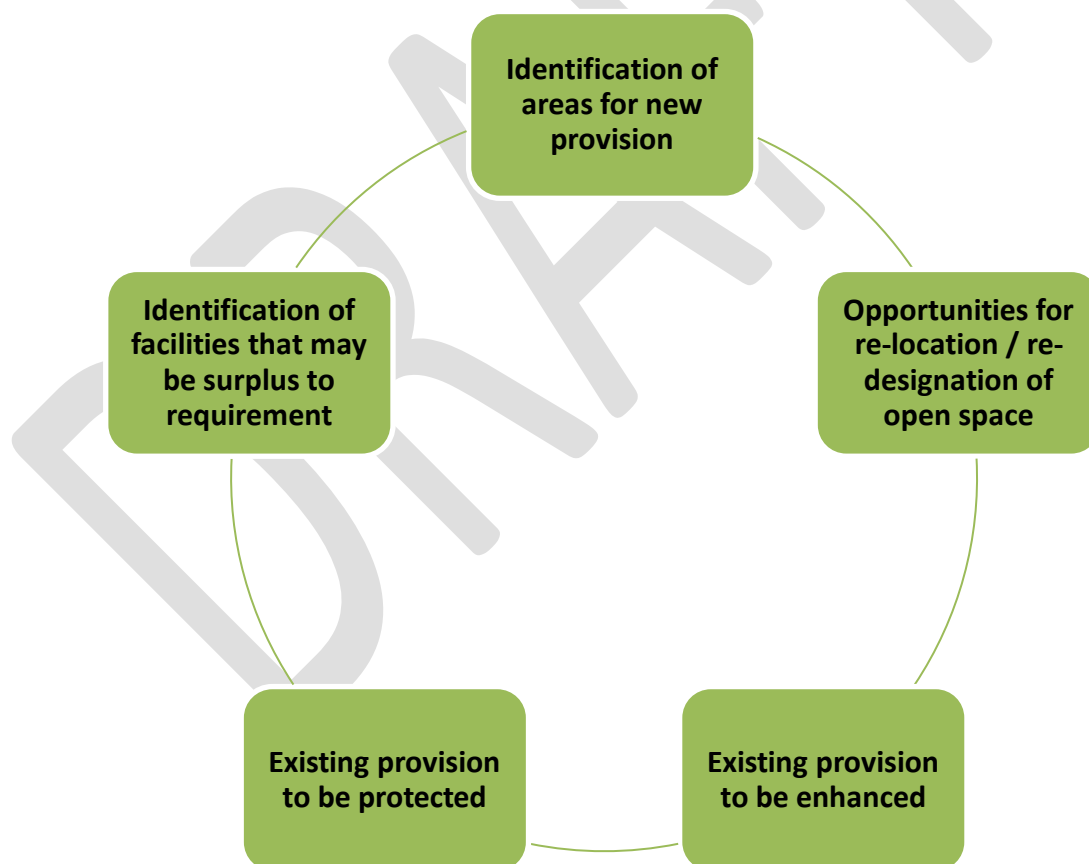 Identification of
areas for new
provision
Opportunities for
re-location / re-
designation of
open space
Existing provision
to be enhanced
Existing provision
to be protected
Identification of
facilities that may
be surplus to
requirement
DRAFT